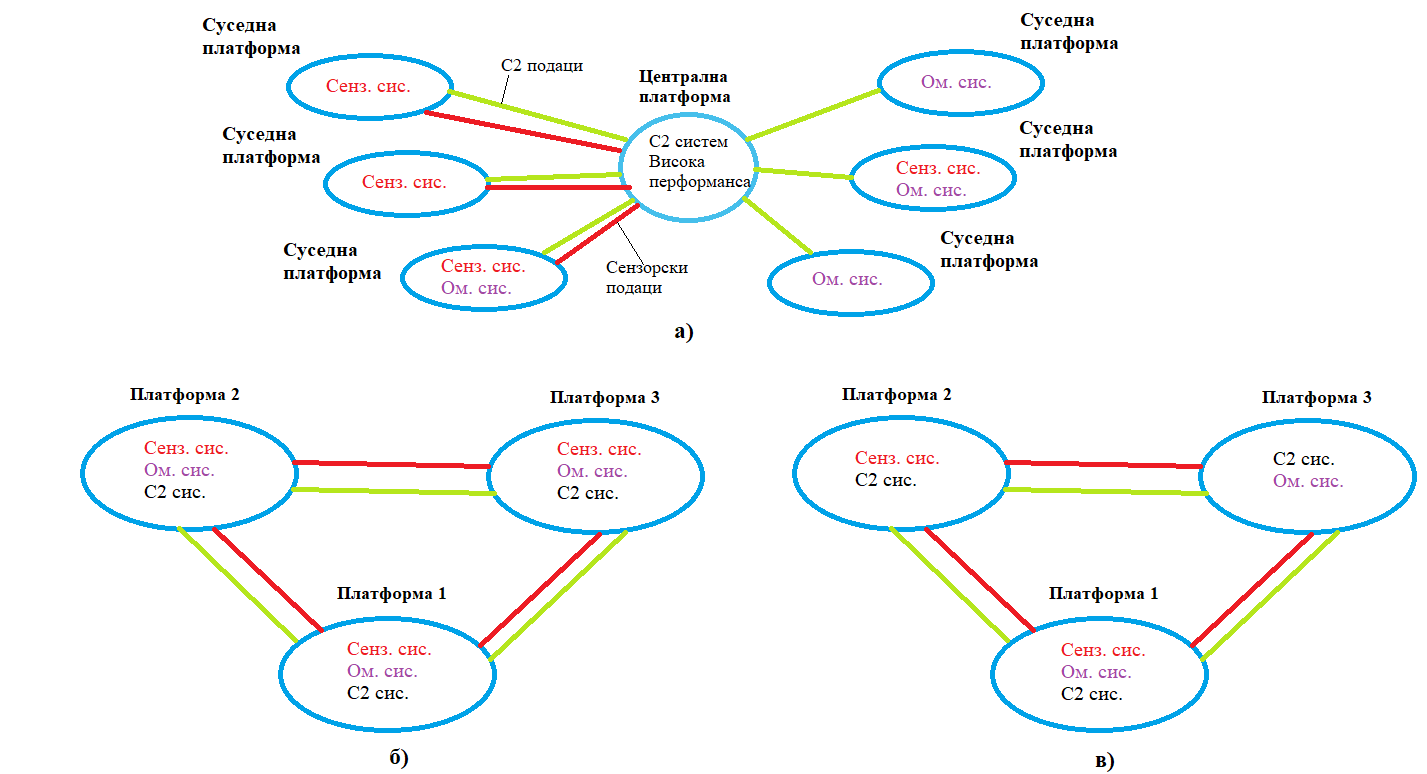 Суседна
платформа
Сенз. сис.
С2 подаци
Централна
платформа
Суседна
платформа
Ом. сис.
Суседна
платформа
Сенз. сис.
С2 систем
Висока
перформанса
Суседна
платформа
Сенз. сис.
Ом. сис.
Суседна
платформа
Сенз. сис.
Ом. сис.
Сензорски
подаци
Суседна
платформа
Ом. сис.
а)
Платформа 2
Сенз. сис.
Ом. сис.
С2 сис.
Платформа 3
Сенз. сис.
Ом. сис.
С2 сис.
Платформа 1
Сенз. сис.
Ом. сис.
С2 сис.
б)
Платформа 2
Сенз. сис.
С2 сис.
Платформа 3
С2 сис.
Ом. сис.
Платформа 1
Сенз. сис.
Ом. сис.
С2 сис.
в)